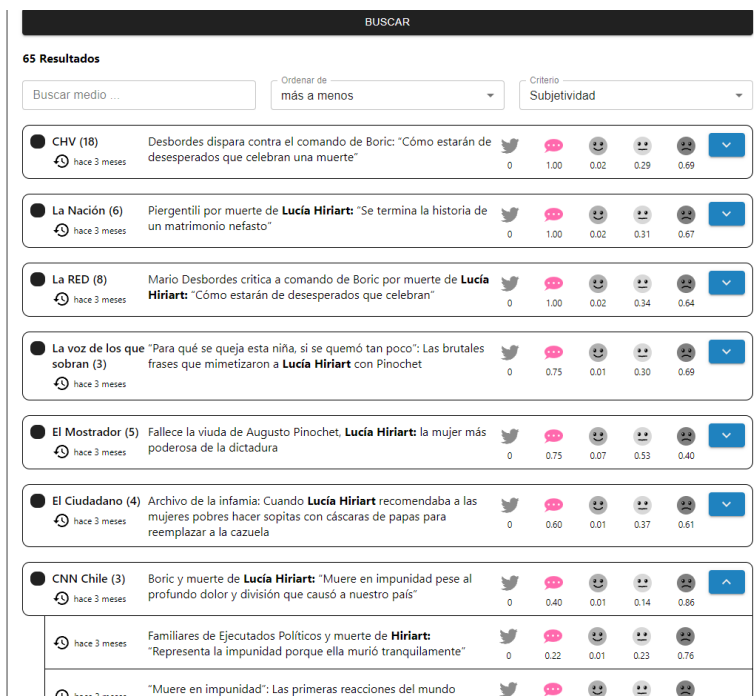 BUSCAR
65 Resultados
Buscar medio ...
Ordenar de
más a menos
Criterio
Subjetividad
CHV (18)
hace 3 meses
Desbordes dispara contra el comando de Boric: “Cómo estarán de
desesperados que celebran una muerte”
0 1.00 0.02 0.29 0.69
La Nación (6)
hace 3 meses
Piergentili por muerte de Lucía Hiriart: “Se termina la historia de
un matrimonio nefasto”
0 1.00 0.02 0.31 0.67
La RED (8)
hace 3 meses
Mario Desbordes critica a comando de Boric por muerte de Lucía
Hiriart: “Cómo estarán de desesperados que celebran”
0 1.00 0.02 0.34 0.64
La voz de los que
sobran (3)
hace 3 meses
“Para qué se queja esta niña, si se quemó tan poco”: Las brutales
frases que mimetizaron a Lucía Hiriart con Pinochet
0 0.75 0.01 0.30 0.69
El Mostrador (5)
hace 3 meses
Fallece la viuda de Augusto Pinochet, Lucía Hiriart: la mujer más
poderosa de la dictadura
0 0.75 0.07 0.53 0.40
El Ciudadano (4)
hace 3 meses
Archivo de la infamia: Cuando Lucía Hiriart recomendaba a las
mujeres pobres hacer sopitas con cáscaras de papas para
reemplazar a la cazuela
0 0.60 0.01 0.37 0.61
CNN Chile (3)
hace 3 meses
Boric y muerte de Lucía Hiriart: “Muere en impunidad pese al
profundo dolor y división que causó a nuestro país”
0 0.40 0.01 0.14 0.86
hace 3 meses
Familiares de Ejecutados Políticos y muerte de Hiriart:
“Representa la impunidad porque ella murió tranquilamente”
0 0.22 0.01 0.23 0.76
“Muere en impunidad”: Las primeras reacciones del mundo